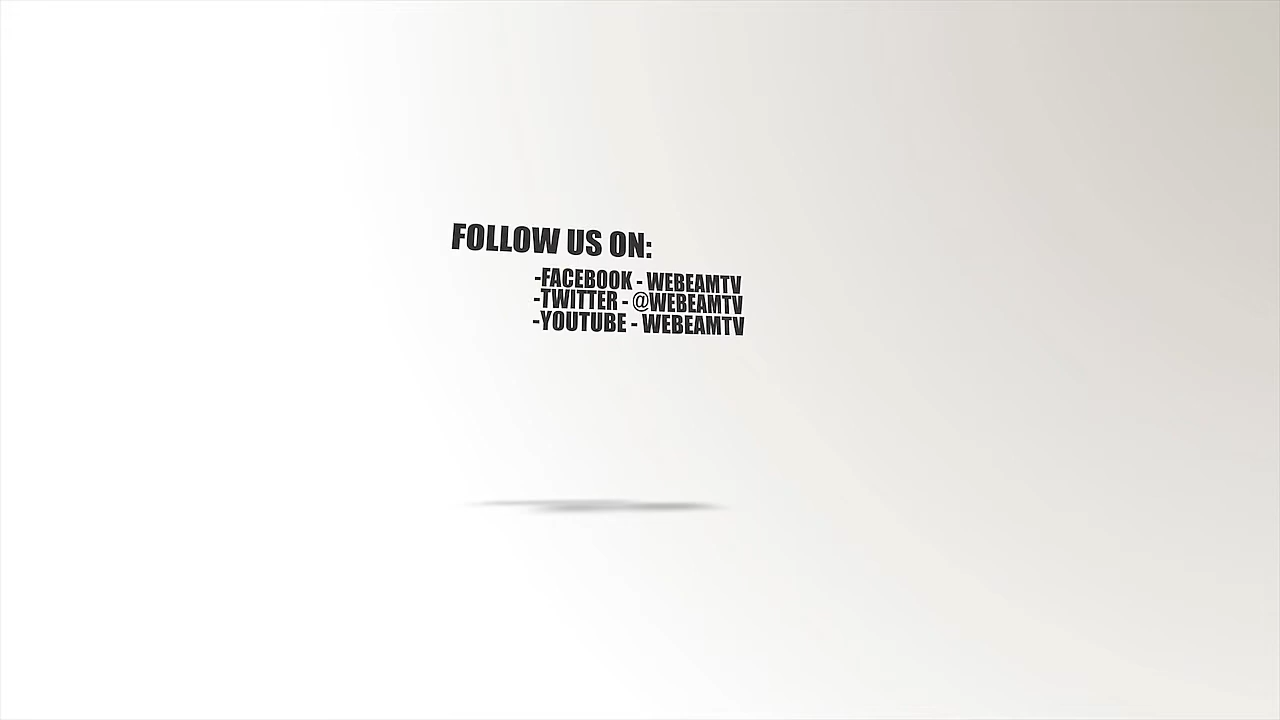 FOLLOW US ON:
-FACEBOOK - WEBEAMTV
-TWITTER - @WEBEAMTV
-YOUTUBE - WEBEAMTV